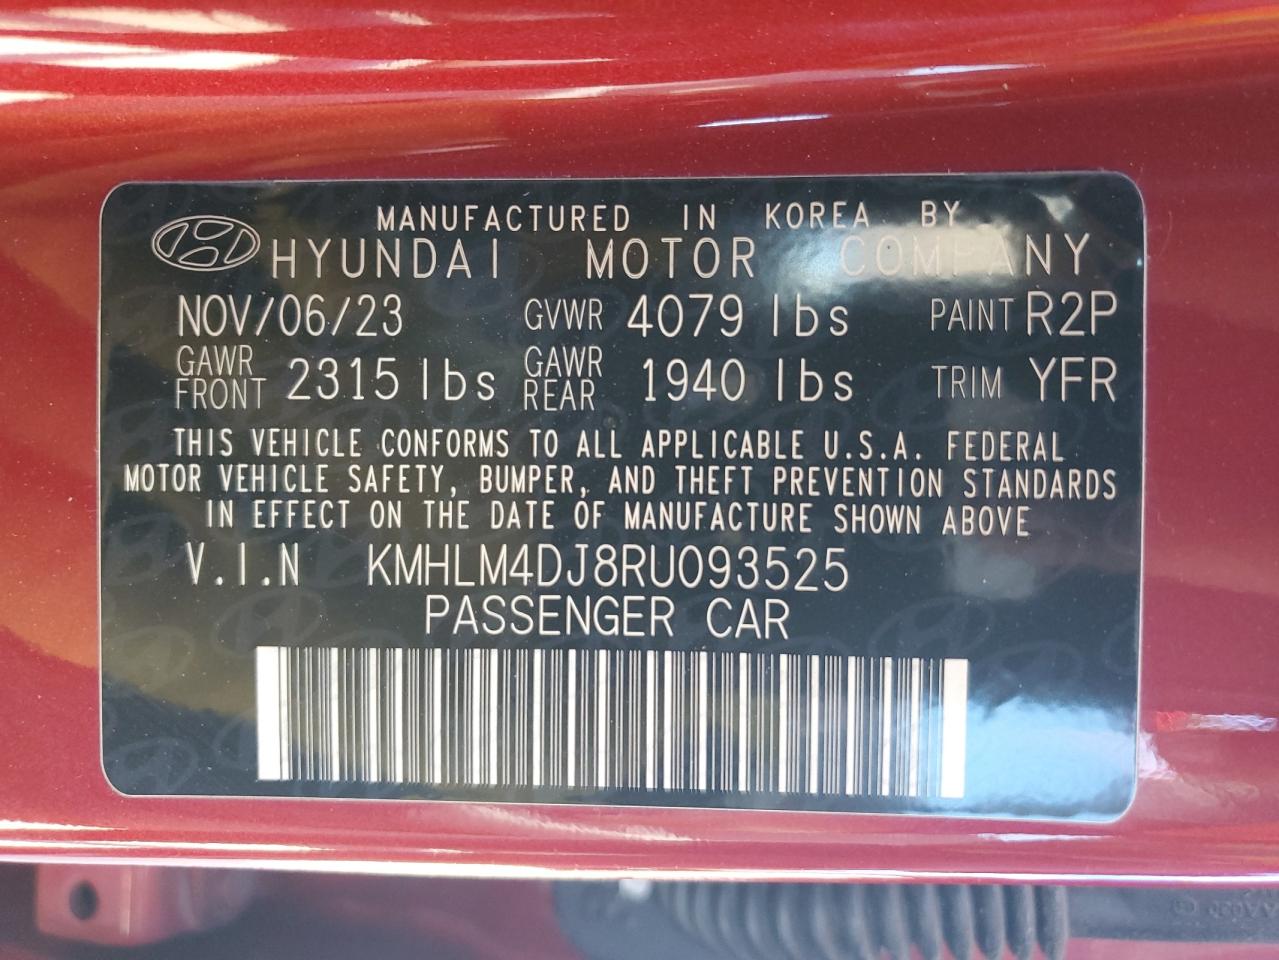 MANUFACTURED IN KOREA BY
HYUNDAI MOTOR COMPANY
NOV/06/23 GVWR 4079 lbs PAINT R2P
GAWR FRONT 2315 lbs GAWR REAR 1940 lbs TRIM YFR
THIS VEHICLE CONFORMS TO ALL APPLICABLE U.S.A. FEDERAL
MOTOR VEHICLE SAFETY, BUMPER, AND THEFT PREVENTION STANDARDS
IN EFFECT ON THE DATE OF MANUFACTURE SHOWN ABOVE
V.I.N KMHLM4DJ8RU093525
PASSENGER CAR